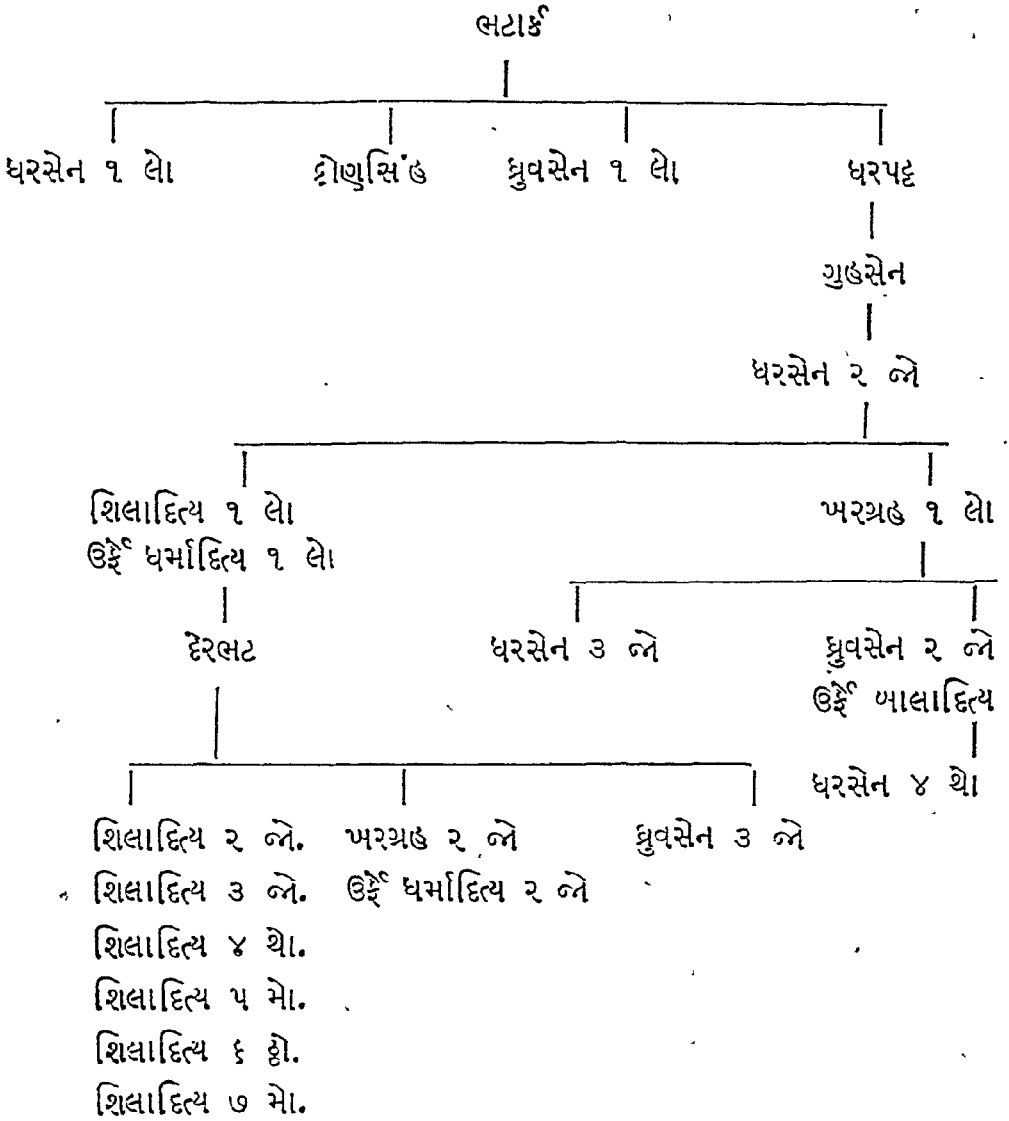 ભટાર્ક
ધરસેન ૧ લો દ્રોણસિંહ ધ્રુવસેન ૧ લો ધરપટ્ટ
ગુહસેન
ધરસેન ૨ જો
શિલાદિત્ય ૧ લો ખરગ્રહ ૧ લો
ઉર્ફે ધર્માદિત્ય ૧ લો
દેરભટ ધરસેન ૩ જો ધ્રુવસેન ૨ જો
ઉર્ફે બાલાદિત્ય
ધરસેન ૪ થો
શિલાદિત્ય ૨ જો. ખરગ્રહ ૨ જો ધ્રુવસેન ૩ જો
શિલાદિત્ય ૩ જો. ઉર્ફે ધર્માદિત્ય ૨ જો
શિલાદિત્ય ૪ થો.
શિલાદિત્ય ૫ મો.
શિલાદિત્ય ૬ ઠ્ઠો.
શિલાદિત્ય ૭ મો.